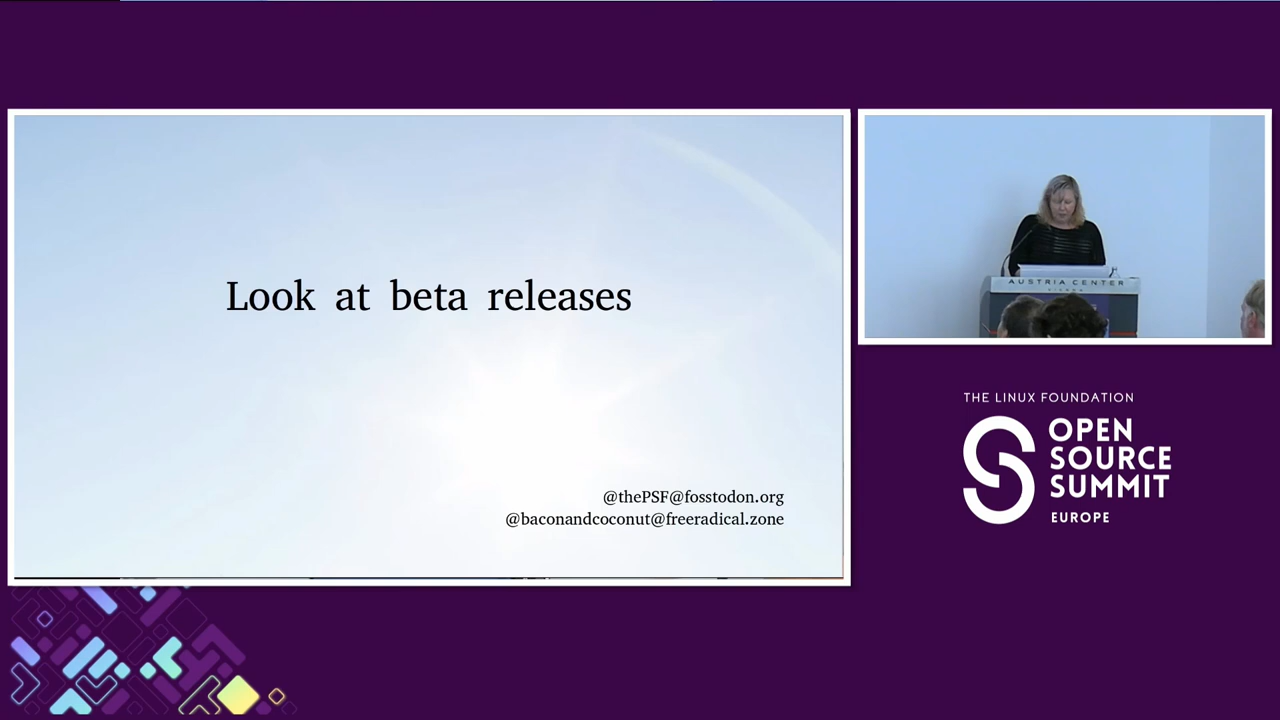 Look at beta releases
@thePSF@fosstodon.org
@baconandcoconut@freeradical.zone
AUSTRIA CENTER
THE LINUX FOUNDATION
OPEN
SOURCE
SUMMIT
EUROPE